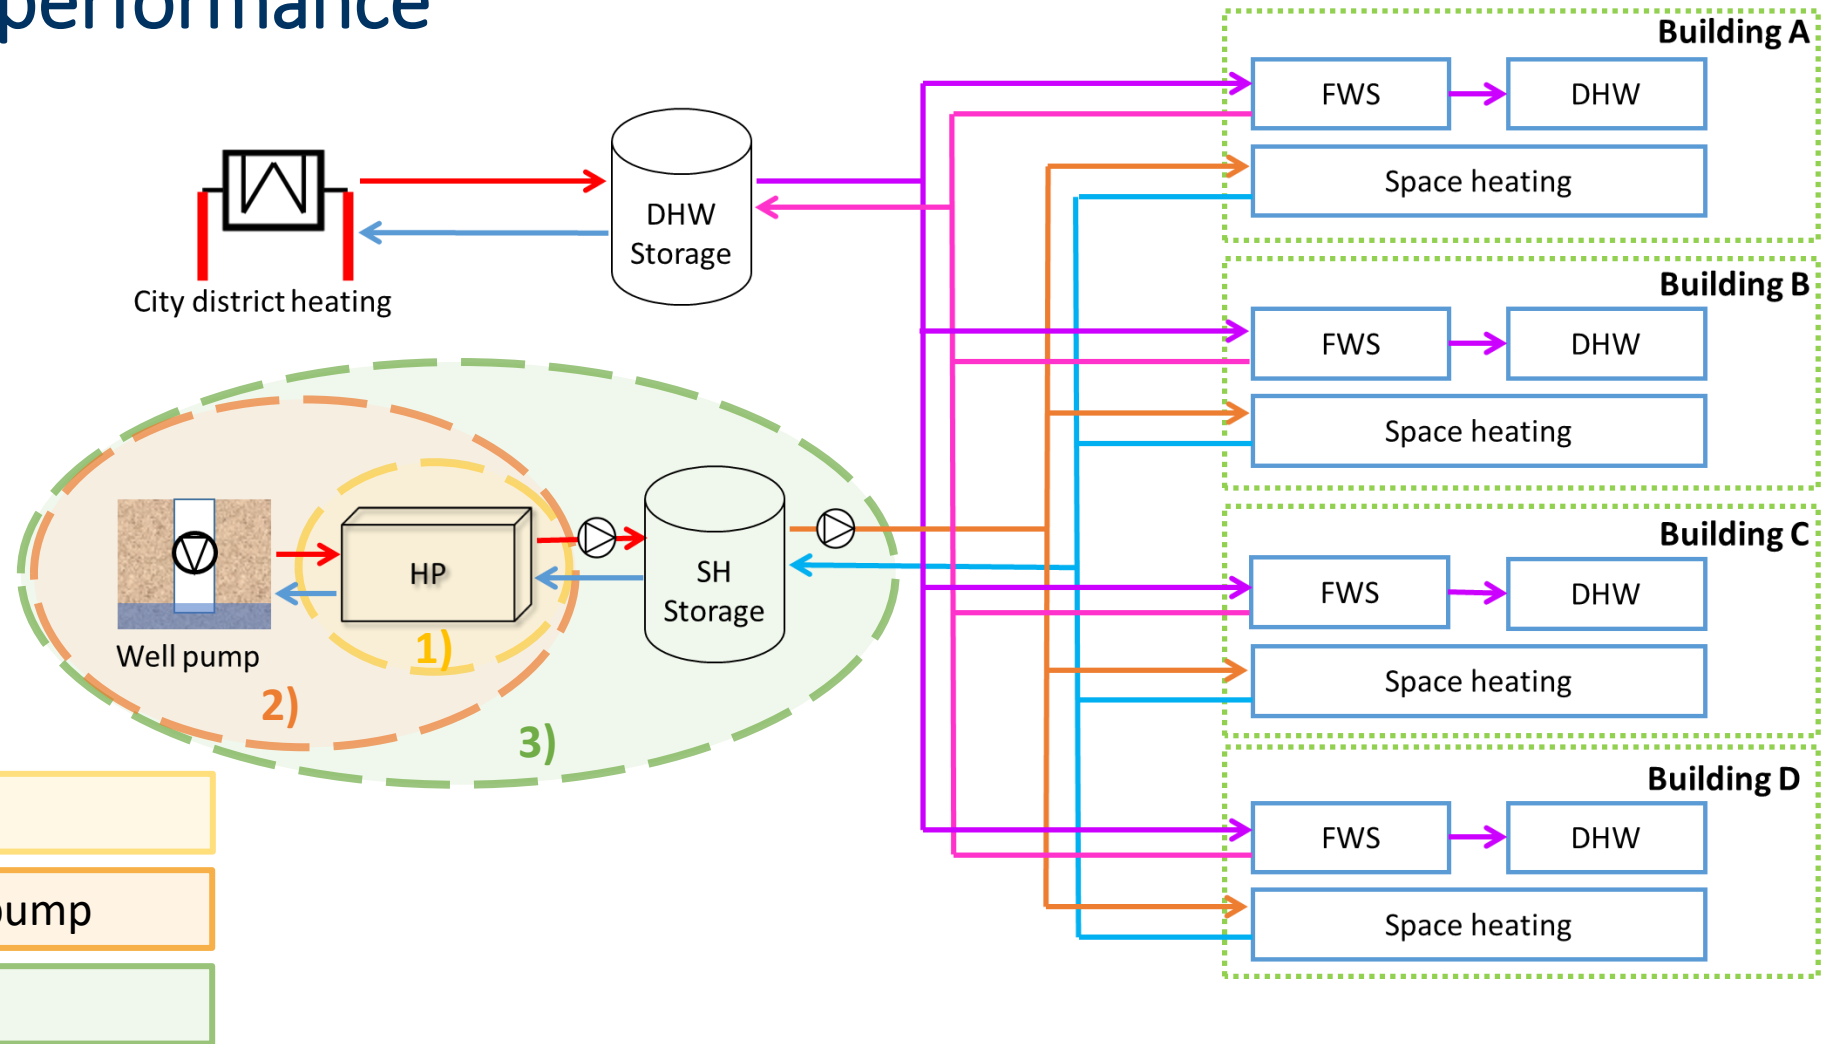 performance
City district heating
DHW
Storage
Well pump
HP
SH
Storage
1)
2)
3)
pump
Building A
FWS
DHW
Space heating
Building B
FWS
DHW
Space heating
Building C
FWS
DHW
Space heating
Building D
FWS
DHW
Space heating